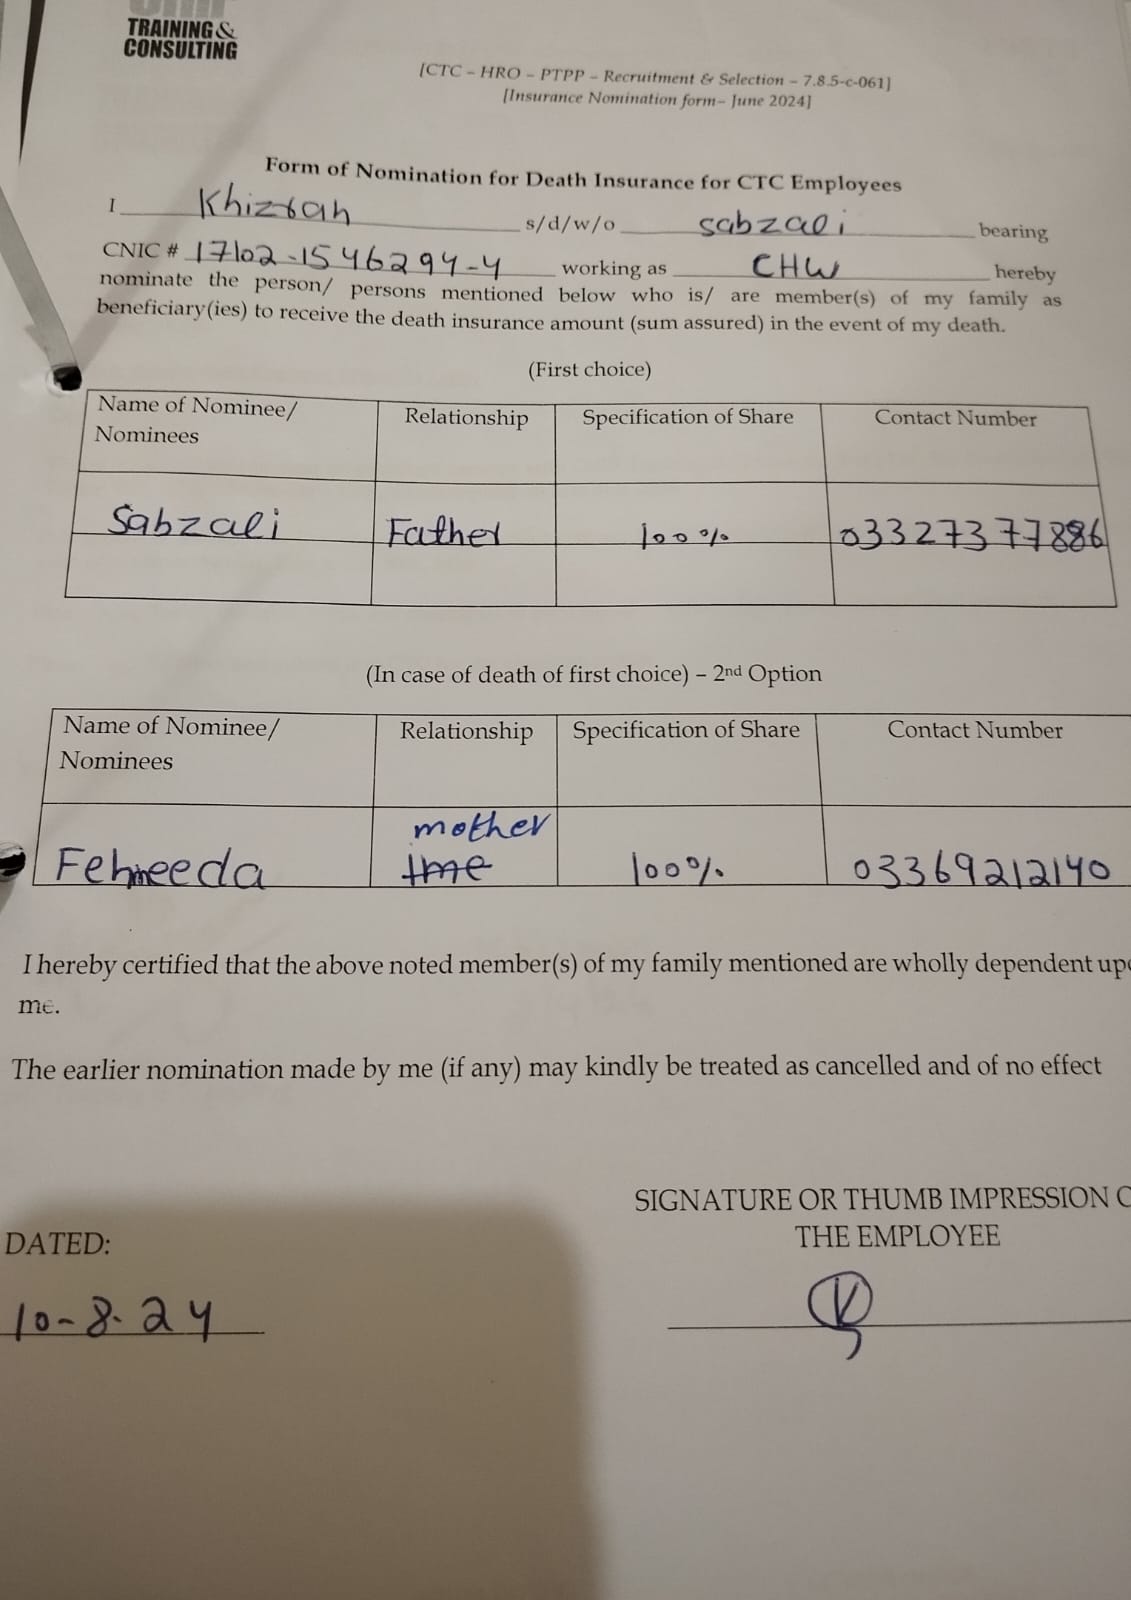 TRAINING &
CONSULTING
[CTC - HRO - PTPP - Recruitment & Selection - 7.8.5-c-061]
[Insurance Nomination form- June 2024]
Form of Nomination for Death Insurance for CTC Employees
I Khizrah s/d/w/o sabzali bearing
CNIC # 17102-1546294-4 working as CHW hereby
nominate the person/ persons mentioned below who is/ are member(s) of my family as
beneficiary(ies) to receive the death insurance amount (sum assured) in the event of my death.
(First choice)
Name of Nominee/ Relationship Specification of Share Contact Number
Nominees
Sabzali Father 100% 03327377886
(In case of death of first choice) – 2nd Option
Name of Nominee/ Relationship Specification of Share Contact Number
Nominees
mother
Fehmeeda 100% 03369212140
I hereby certified that the above noted member(s) of my family mentioned are wholly dependent up
me.
The earlier nomination made by me (if any) may kindly be treated as cancelled and of no effect
SIGNATURE OR THUMB IMPRESSION O
DATED: THE EMPLOYEE
10-8-24